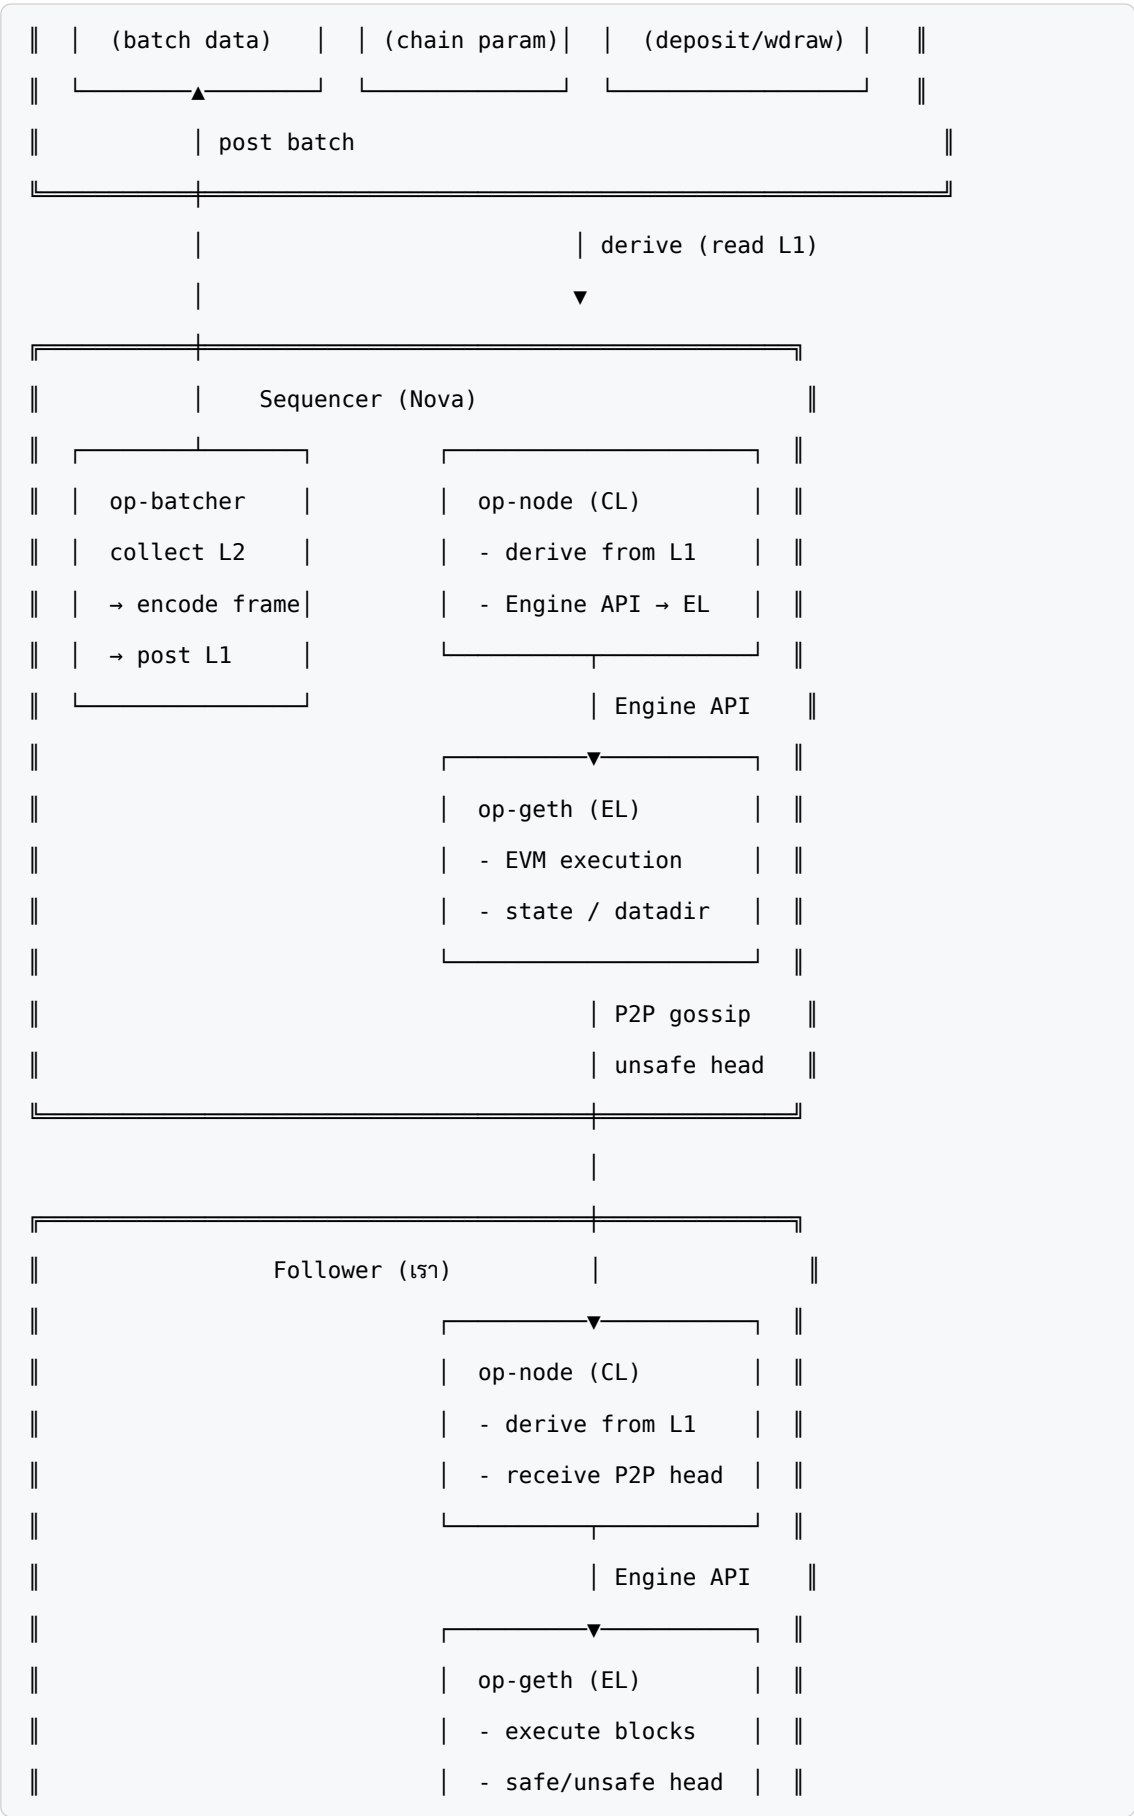 (batch data) (chain param) (deposit/wdraw)
post batch
derive (read L1)
Sequencer (Nova)
op-batcher op-node (CL)
collect L2 - derive from L1
→ encode frame - Engine API → EL
→ post L1
Engine API
op-geth (EL)
- EVM execution
- state / datadir
P2P gossip
unsafe head
Follower (เรา)
op-node (CL)
- derive from L1
- receive P2P head
Engine API
op-geth (EL)
- execute blocks
- safe/unsafe head